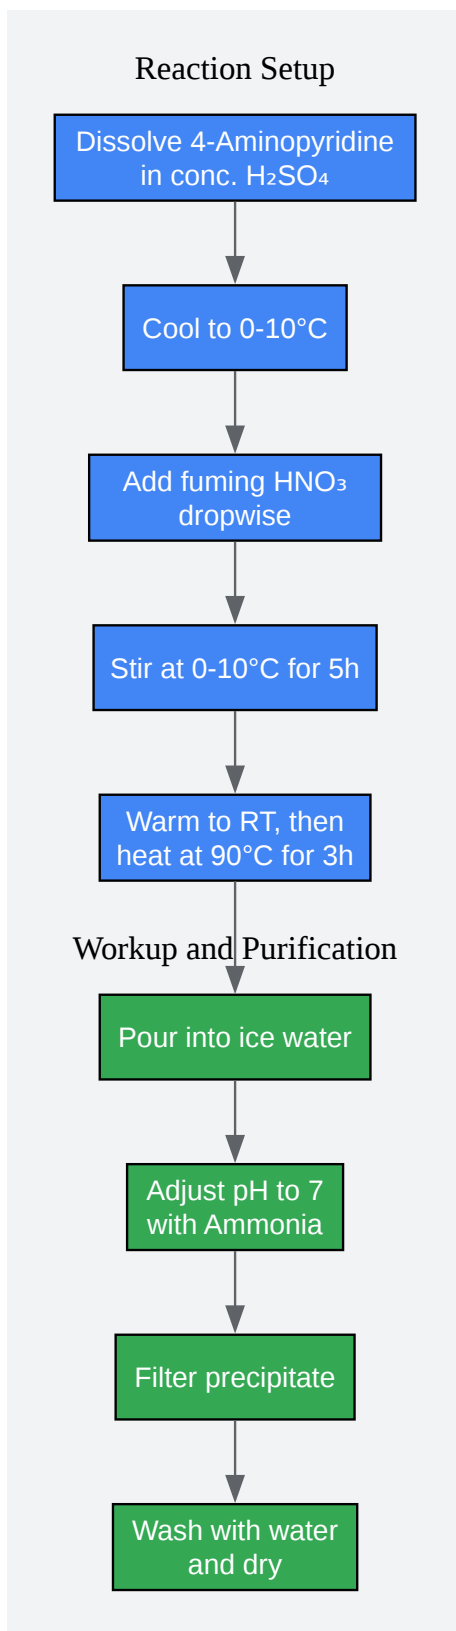 Reaction Setup
Dissolve 4-Aminopyridine
in conc. H₂SO₄
Cool to 0-10°C
Add fuming HNO₃
dropwise
Stir at 0-10°C for 5h
Warm to RT, then
heat at 90°C for 3h
Workup and Purification
Pour into ice water
Adjust pH to 7
with Ammonia
Filter precipitate
Wash with water
and dry